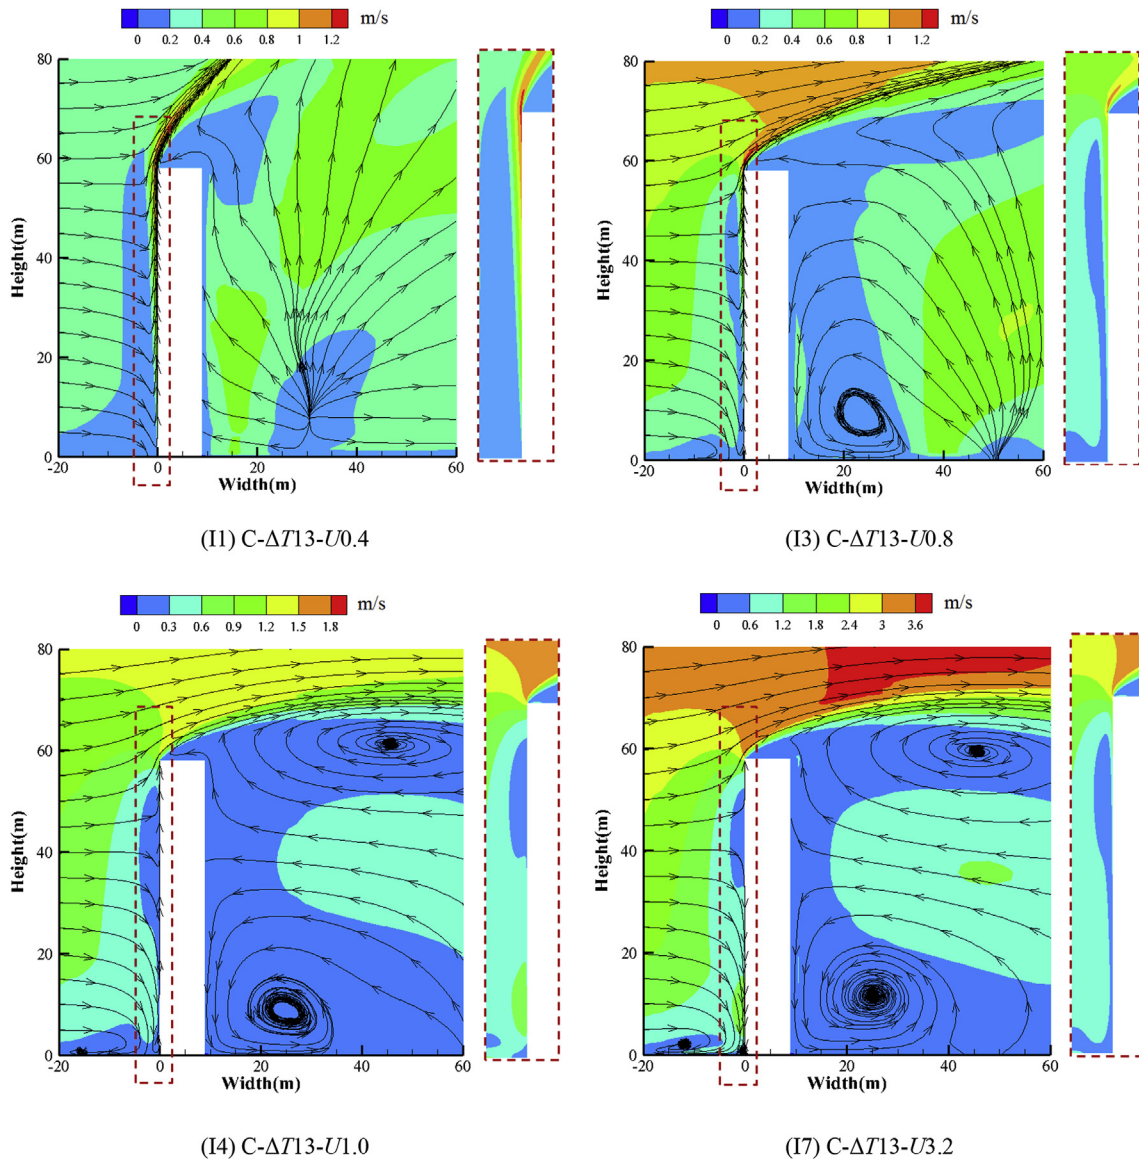 m/s
0 0.2 0.4 0.6 0.8 1 1.2
80
60
40
20
0
Height(m)
-20 0 20 40 60
Width(m)
(I1) C-ΔT13-U0.4
m/s
0 0.2 0.4 0.6 0.8 1 1.2
80
60
40
20
0
Height(m)
-20 0 20 40 60
Width(m)
(I3) C-ΔT13-U0.8
m/s
0 0.3 0.6 0.9 1.2 1.5 1.8
80
60
40
20
0
Height(m)
-20 0 20 40 60
Width(m)
(I4) C-ΔT13-U1.0
m/s
0 0.6 1.2 1.8 2.4 3 3.6
80
60
40
20
0
Height(m)
-20 0 20 40 60
Width(m)
(I7) C-ΔT13-U3.2